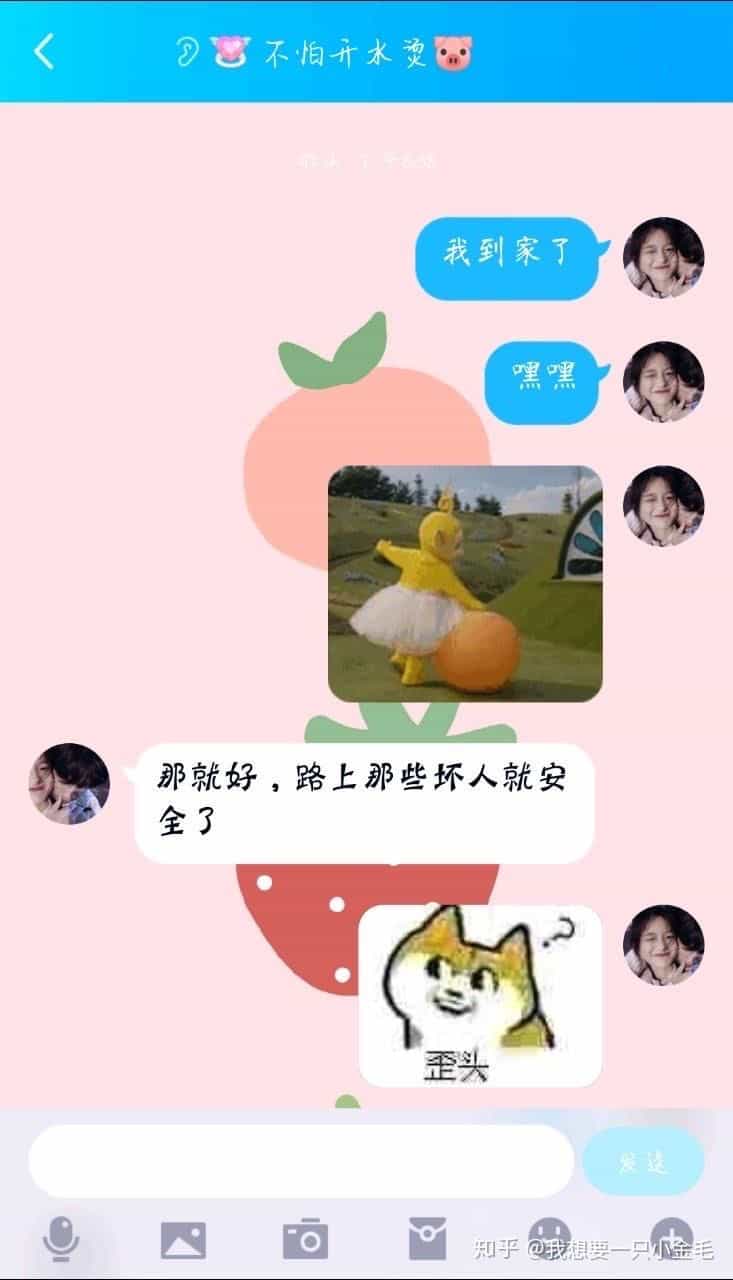 不怕开水烫
我到家了
嘿嘿
那就好，路上那些坏人就安
全了
歪头
发送
知乎 @我想要一只小金毛